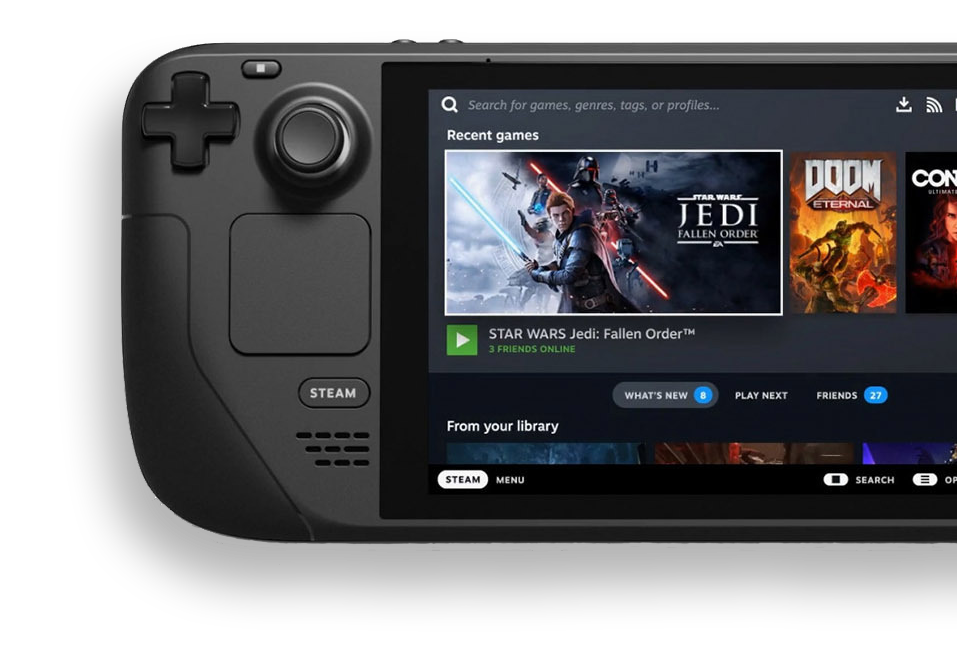 Search for games, genres, tags, or profiles...
Recent games
STAR WARS
JEDI
FALLEN ORDER
EA
DOOM
ETERNAL
CON
ULTIMAT
STAR WARS Jedi: Fallen Order™
3 FRIENDS ONLINE
STEAM
WHAT'S NEW 8
PLAY NEXT
FRIENDS 27
From your library
STEAM MENU
SEARCH
OP